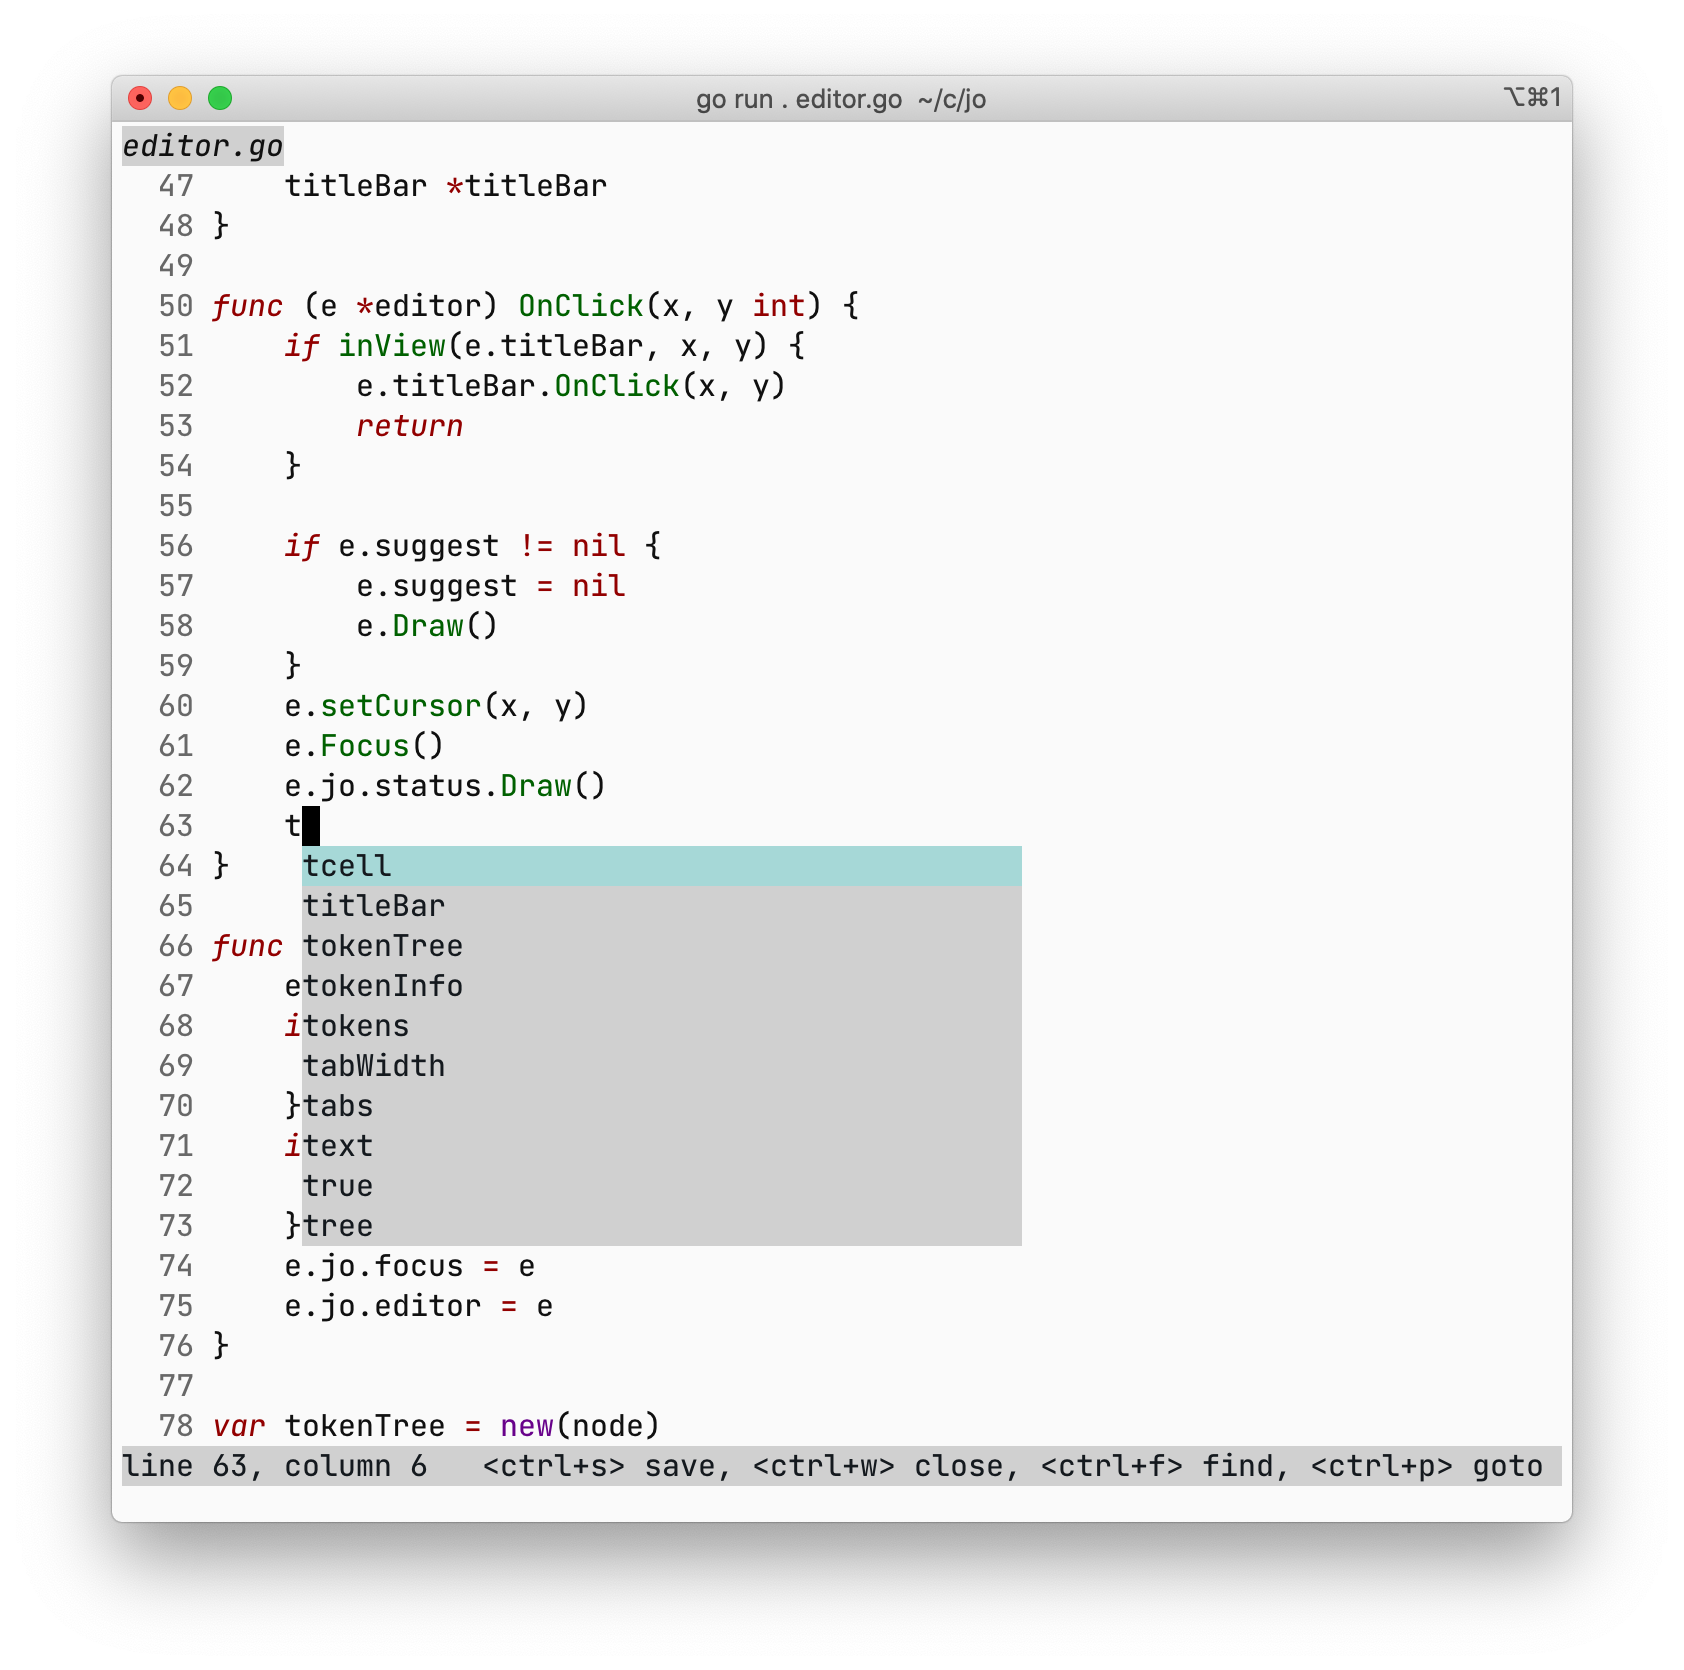 go run . editor.go ~/c/jo ⌥⌘1
editor.go
47     titleBar *titleBar
48 }
49
50 func (e *editor) OnClick(x, y int) {
51     if inView(e.titleBar, x, y) {
52         e.titleBar.OnClick(x, y)
53         return
54     }
55
56     if e.suggest != nil {
57         e.suggest = nil
58         e.Draw()
59     }
60     e.setCursor(x, y)
61     e.Focus()
62     e.jo.status.Draw()
63     t
64 }    tcell
65      titleBar
66 func tokenTree
67     etokenInfo
68     itokens
69      tabWidth
70     }tabs
71     itext
72      true
73     }tree
74     e.jo.focus = e
75     e.jo.editor = e
76 }
77
78 var tokenTree = new(node)
line 63, column 6   <ctrl+s> save, <ctrl+w> close, <ctrl+f> find, <ctrl+p> goto